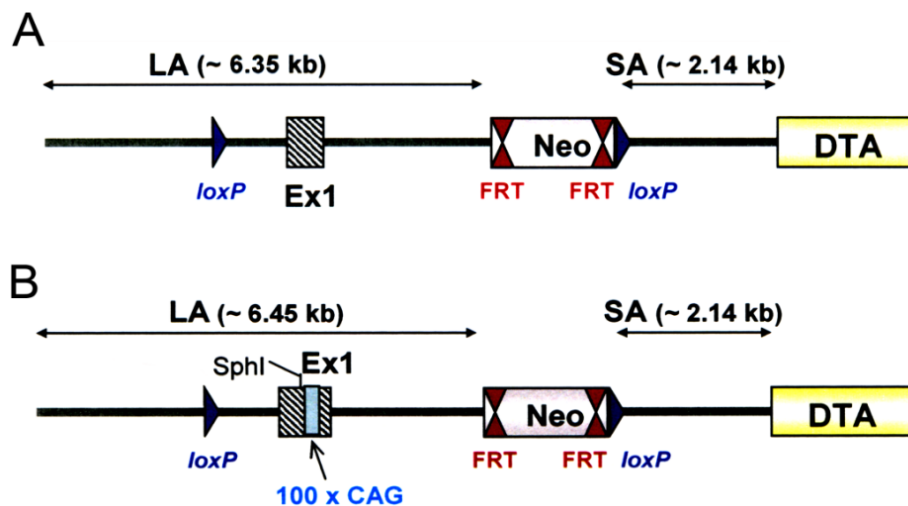 A
LA (~ 6.35 kb)
SA (~ 2.14 kb)
Neo
DTA
loxP
Ex1
FRT
FRT
loxP
B
LA (~ 6.45 kb)
SA (~ 2.14 kb)
SphI
Ex1
Neo
DTA
loxP
FRT
FRT
loxP
100 x CAG